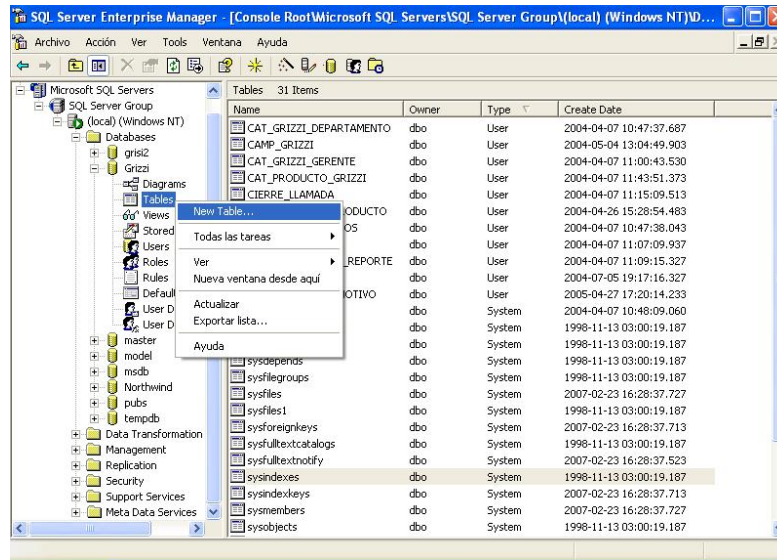 SQL Server Enterprise Manager - [Console Root\Microsoft SQL Servers\SQL Server Group\(local) (Windows NT)\D...
Archivo Acción Ver Tools Ventana Ayuda
Tables 31 Items
Microsoft SQL Servers
SQL Server Group
(local) (Windows NT)
Databases
grisi2
Grizzi
Diagrams
Tables
Views
Stored
Users
Roles
Rules
Defaul
User D
User D
master
model
msdb
Northwind
pubs
tempdb
Data Transformation
Management
Replication
Security
Support Services
Meta Data Services
New Table...
Todas las tareas
Ver
Nueva ventana desde aquí
Actualizar
Exportar lista...
Ayuda
Name Owner Type Create Date
CAT_GRIZZI_DEPARTAMENTO dbo User 2004-04-07 10:47:37.687
CAMP_GRIZZI dbo User 2004-05-04 13:04:49.903
CAT_GRIZZI_GERENTE dbo User 2004-04-07 11:00:43.530
CAT_PRODUCTO_GRIZZI dbo User 2004-04-07 11:43:51.373
CIERRE_LLAMADA dbo User 2004-04-07 11:15:09.513
ODUCTO dbo User 2004-04-26 15:28:54.483
OS dbo User 2004-04-07 10:47:38.043
dbo User 2004-04-07 11:07:09.937
_REPORTE dbo User 2004-04-07 11:09:15.327
dbo User 2004-07-05 19:17:16.327
OTIVO dbo User 2005-04-27 17:20:14.233
dbo System 2004-04-07 10:48:09.060
dbo System 1998-11-13 03:00:19.187
dbo System 1998-11-13 03:00:19.187
sysdepends dbo System 1998-11-13 03:00:19.187
sysfilegroups dbo System 1998-11-13 03:00:19.187
sysfiles dbo System 2007-02-23 16:28:37.727
sysfiles1 dbo System 1998-11-13 03:00:19.187
sysforeignkeys dbo System 2007-02-23 16:28:37.713
sysfulltextcatalogs dbo System 1998-11-13 03:00:19.187
sysfulltextnotify dbo System 2007-02-23 16:28:37.523
sysindexes dbo System 1998-11-13 03:00:19.187
sysindexkeys dbo System 2007-02-23 16:28:37.713
sysmembers dbo System 2007-02-23 16:28:37.727
sysobjects dbo System 1998-11-13 03:00:19.187